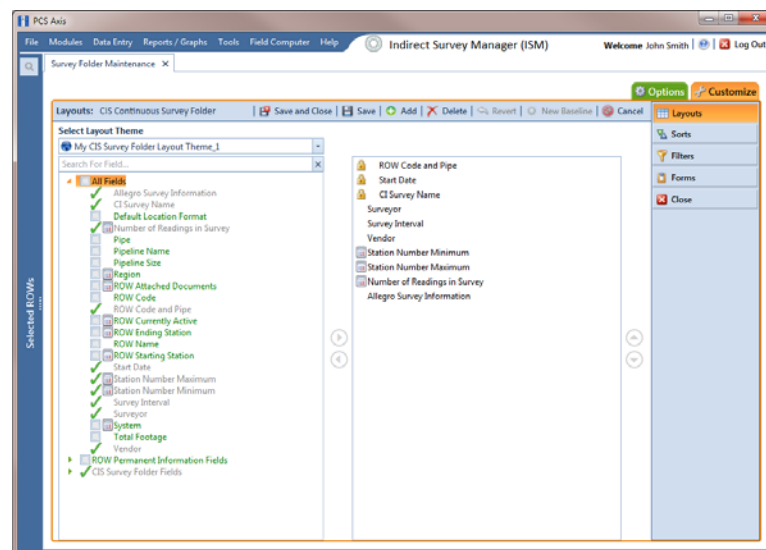 PCS Axis
File Modules Data Entry Reports / Graphs Tools Field Computer Help Indirect Survey Manager (ISM) Welcome John Smith Log Out
Survey Folder Maintenance
Options Customize
Layouts: CIS Continuous Survey Folder Save and Close Save Add Delete Revert New Baseline Cancel
Layouts
Sorts
Filters
Forms
Close
Select Layout Theme
My CIS Survey Folder Layout Theme_1
Search For Field...
All Fields
Allegro Survey Information
CI Survey Name
Default Location Format
Number of Readings in Survey
Pipe
Pipeline Name
Pipeline Size
Region
ROW Attached Documents
ROW Code
ROW Code and Pipe
ROW Currently Active
ROW Ending Station
ROW Name
ROW Starting Station
Start Date
Station Number Maximum
Station Number Minimum
Survey Interval
Surveyor
System
Total Footage
Vendor
ROW Permanent Information Fields
CIS Survey Folder Fields
ROW Code and Pipe
Start Date
CI Survey Name
Surveyor
Survey Interval
Vendor
Station Number Minimum
Station Number Maximum
Number of Readings in Survey
Allegro Survey Information
Selected ROWs